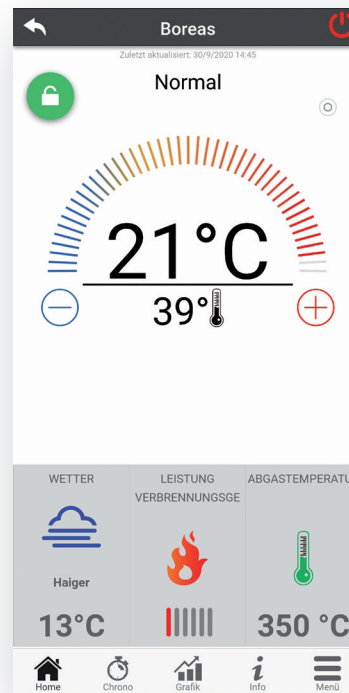 Boreas
Zuletzt aktualisiert: 30/9/2020 14:45
Normal
21°C
39°
WETTER
LEISTUNG
VERBRENNUNGSGE
ABGASTEMPERATU
Haiger
13°C
350 °C
Home
Chrono
Grafik
Info
Menü